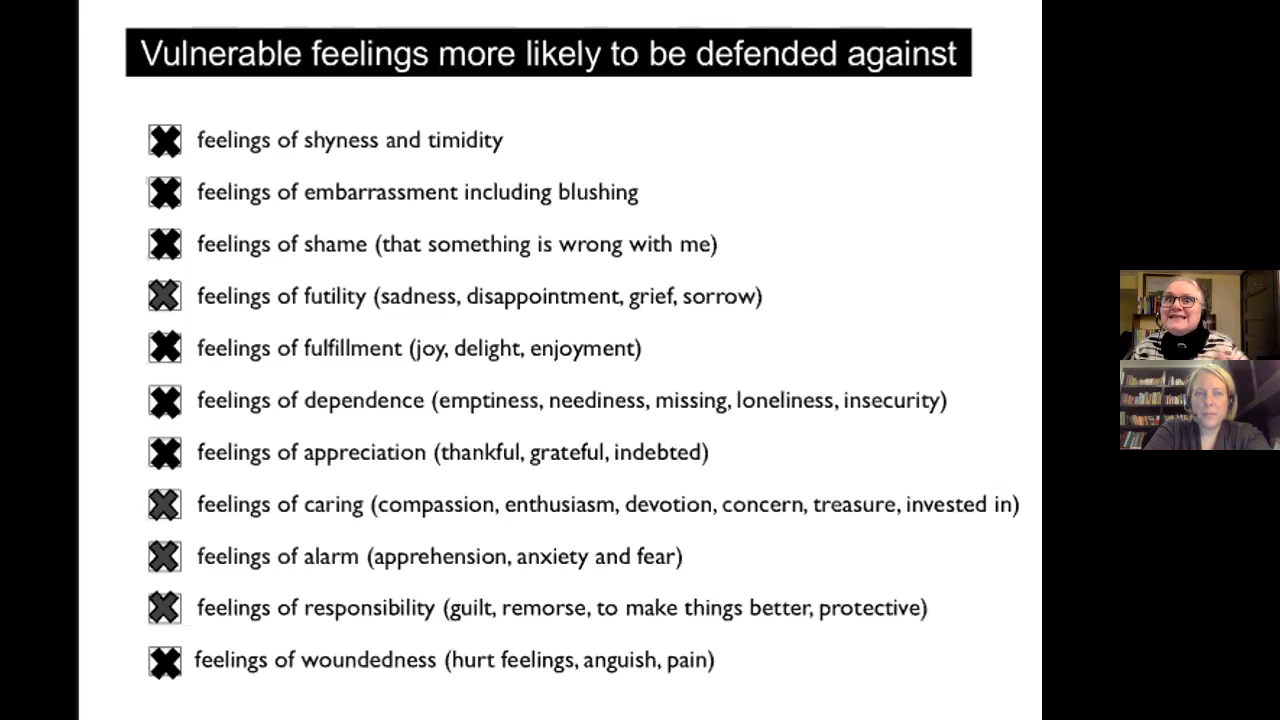 Vulnerable feelings more likely to be defended against
feelings of shyness and timidity
feelings of embarrassment including blushing
feelings of shame (that something is wrong with me)
feelings of futility (sadness, disappointment, grief, sorrow)
feelings of fulfillment (joy, delight, enjoyment)
feelings of dependence (emptiness, neediness, missing, loneliness, insecurity)
feelings of appreciation (thankful, grateful, indebted)
feelings of caring (compassion, enthusiasm, devotion, concern, treasure, invested in)
feelings of alarm (apprehension, anxiety and fear)
feelings of responsibility (guilt, remorse, to make things better, protective)
feelings of woundedness (hurt feelings, anguish, pain)